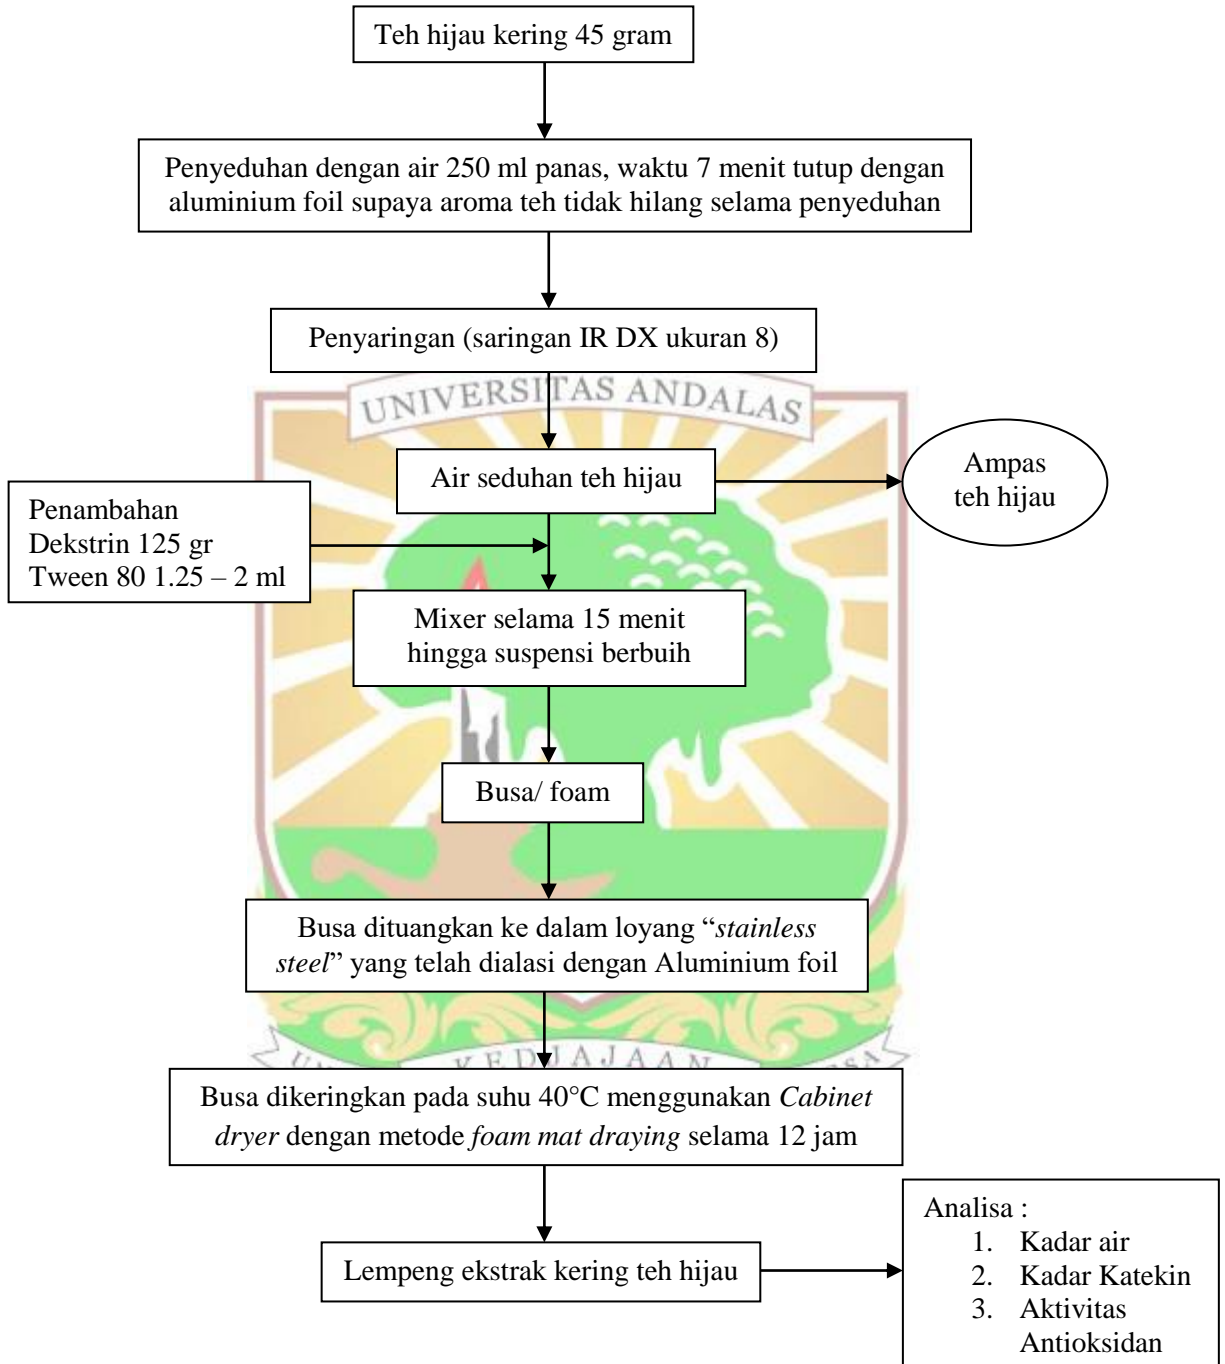 Teh hijau kering 45 gram
Penyeduhan dengan air 250 ml panas, waktu 7 menit tutup dengan
aluminium foil supaya aroma teh tidak hilang selama penyeduhan
Penyaringan (saringan IR DX ukuran 8)
UNIVERSITAS ANDALAS
Air seduhan teh hijau
Ampas
teh hijau
Penambahan
Dekstrin 125 gr
Tween 80 1.25 – 2 ml
Mixer selama 15 menit
hingga suspensi berbuih
Busa/ foam
Busa dituangkan ke dalam loyang “stainless
steel” yang telah dialasi dengan Aluminium foil
KEDJAJAAN
Busa dikeringkan pada suhu 40°C menggunakan Cabinet
dryer dengan metode foam mat draying selama 12 jam
Lempeng ekstrak kering teh hijau
Analisa :
1. Kadar air
2. Kadar Katekin
3. Aktivitas
Antioksidan